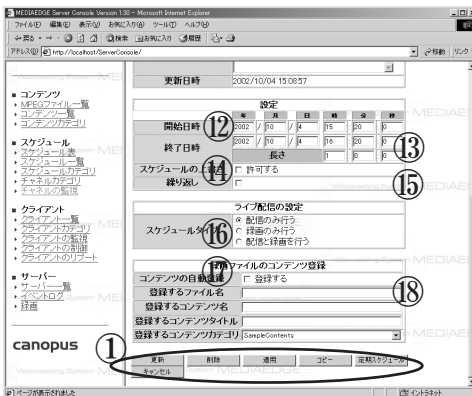 MEDIAEDGE Server Console Version 1.30 - Microsoft Internet Explorer
ファイル(F) 編集(E) 表示(V) お気に入り(A) ツール(T) ヘルプ(H)
戻る 検索 お気に入り 履歴
アドレス(D) http://localhost/ServerConsole/ 移動 リンク
コンテンツ
MPEGファイル一覧
コンテンツ一覧
コンテンツカテゴリ
スケジュール
スケジュール表
スケジュール一覧
スケジュールカテゴリ
チャネルカテゴリ
チャネルの監視
クライアント
クライアント一覧
クライアントカテゴリ
クライアントの監視
クライアントの制御
クライアントのリブート
サーバー
サーバー一覧
イベントログ
録画
canopus
更新日時 2002/10/04 15:08:57
設定
年 月 日 時 分 秒
開始日時 ⑫ 2002 / 10 / 4 15 : 20 : 0
終了日時 2002 / 10 / 4 16 : 20 : 0 ⑬
長さ 1 : 0 : 0
スケジュールの上書き ⑭ 許可する
繰り返し ⑮
ライブ配信の設定
スケジュールタイプ ⑯ 配信のみ行う
録画のみ行う
配信と録画を行う
録画ファイルのコンテンツ登録
コンテンツの自動登録 ⑰ 登録する
登録するファイル名 ⑱
登録するコンテンツ名
登録するコンテンツタイトル
登録するコンテンツカテゴリ SampleContents
① 更新 削除 適用 コピー 定期スケジュール
キャンセル
ページが表示されました イントラネット